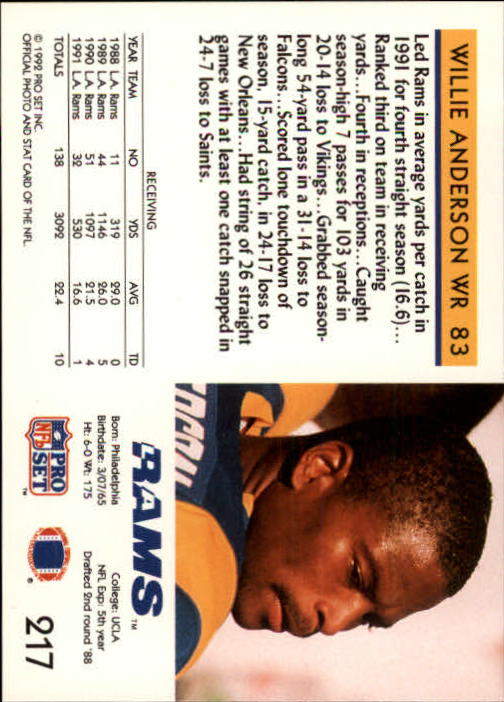 WILLIE ANDERSON WR 83
Led Rams in average yards per catch in
1991 for fourth straight season (16.6)...
Ranked third on team in receiving
yards...Fourth in receptions...Caught
season-high 7 passes for 103 yards in
20-14 loss to Vikings...Grabbed season-
long 54-yard pass in a 31-14 loss to
Falcons...Scored lone touchdown of
season, 15-yard catch, in 24-17 loss to
New Orleans...Had string of 26 straight
games with at least one catch snapped in
24-7 loss to Saints.
RECEIVING
YEAR TEAM NO YDS AVG TD
1988 L.A. Rams 11 319 29.0 0
1989 L.A. Rams 44 1146 26.0 5
1990 L.A. Rams 51 1097 21.5 4
1991 L.A. Rams 32 530 16.6 1
TOTALS 138 3092 22.4 10
© 1992 PRO SET INC.
OFFICIAL PHOTO AND STAT CARD OF THE NFL.
RAMS™
Born: Philadelphia College: UCLA
Birthdate: 3/07/65 NFL Exp: 5th year
Ht: 6-0 Wt: 175 Drafted 2nd round '88
PRO
NFL SET™
®
217